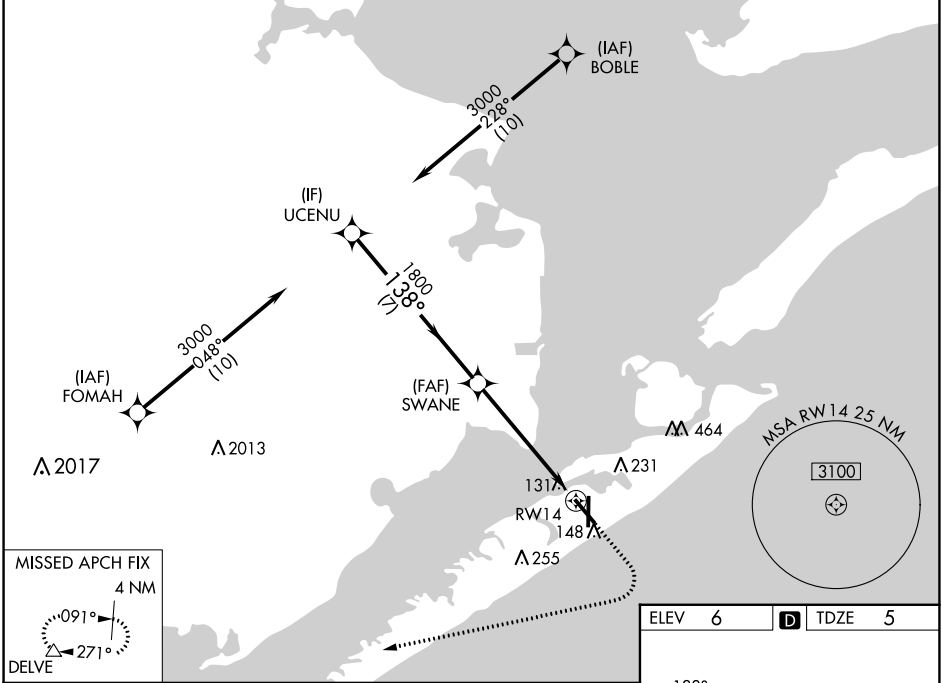 (IAF)
BOBLE
3000
228°
(10)
(IF)
UCENU
1800
138°
(7)
3000
048°
(10)
(IAF)
FOMAH
(FAF)
SWANE
2017
2013
464
231
131
RW14
148
255
MSA RW14 25 NM
3100
MISSED APCH FIX
4 NM
091°
271°
DELVE
ELEV 6 D TDZE 5